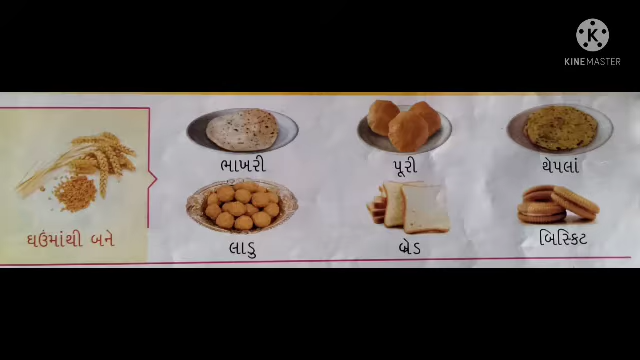 K
KINEMASTER
ભાખરી
પૂરી
થેપલાં
ઘઉંમાંથી બને
લાડુ
બ્રેડ
બિસ્કિટ